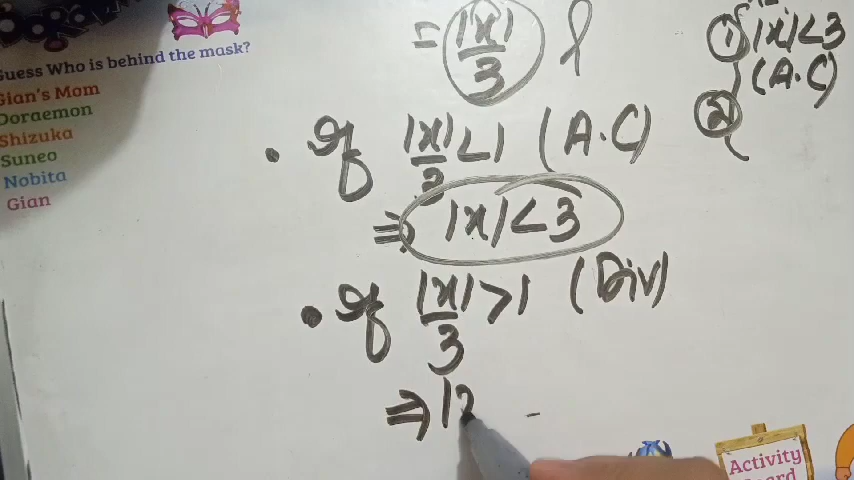 Guess Who is behind the mask?
Gian's Mom
Doraemon
Shizuka
Suneo
Nobita
Gian
= |x|/3 l
① |x|<3
(A.C)
②
• If |x|/3 <1 (A.C)
⇒ |x|<3
• If |x|/3 >1 (Div)
⇒ |
Activity